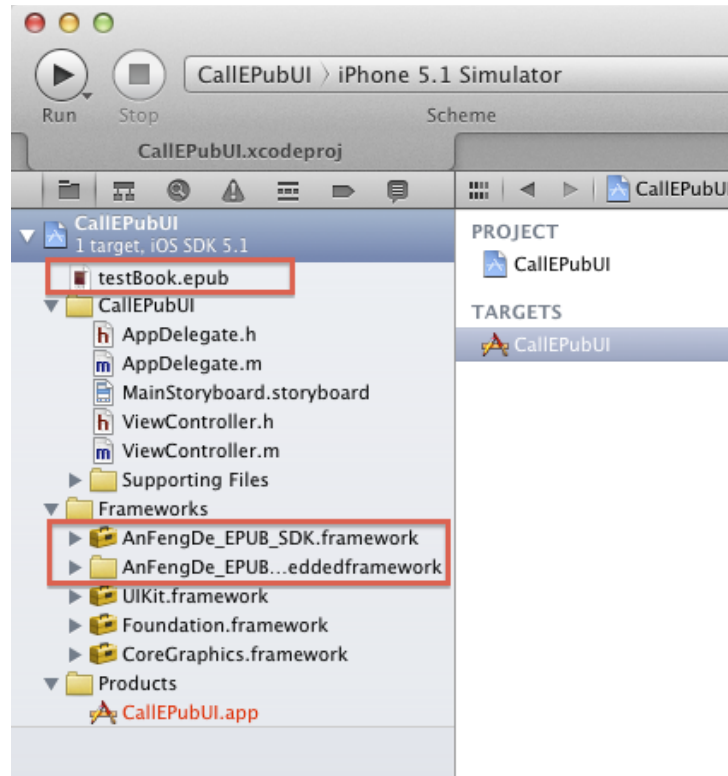 CallEPubUI › iPhone 5.1 Simulator
Run
Stop
Scheme
CallEPubUI.xcodeproj
CallEPubUI
CallEPubUI
1 target, iOS SDK 5.1
testBook.epub
CallEPubUI
AppDelegate.h
AppDelegate.m
MainStoryboard.storyboard
ViewController.h
ViewController.m
Supporting Files
Frameworks
AnFengDe_EPUB_SDK.framework
AnFengDe_EPUB...eddedframework
UIKit.framework
Foundation.framework
CoreGraphics.framework
Products
CallEPubUI.app
PROJECT
CallEPubUI
TARGETS
CallEPubUI